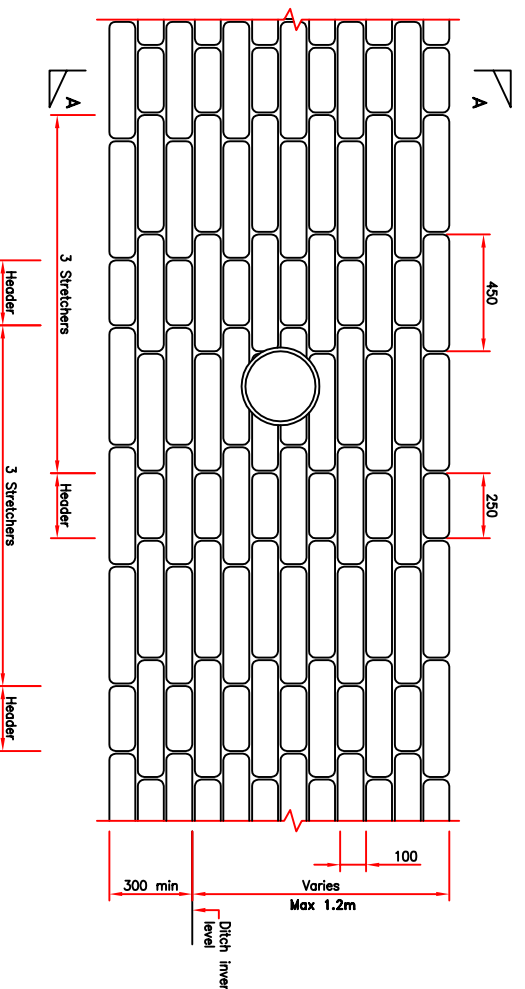 A
A
3 Stretchers
450
Header
3 Stretchers
Header
250
Header
100
300 min
Varies
Max 1.2m
Ditch inver
level